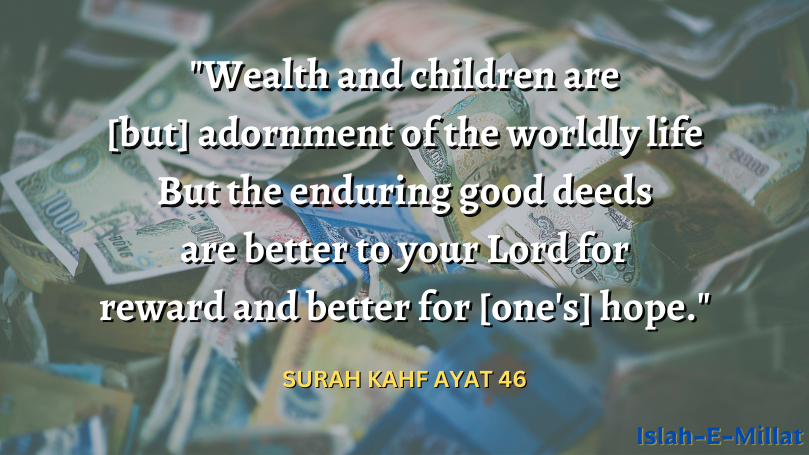 "Wealth and children are
[but] adornment of the worldly life
But the enduring good deeds
are better to your Lord for
reward and better for [one's] hope."
SURAH KAHF AYAT 46
Islah-E-Millat
1000